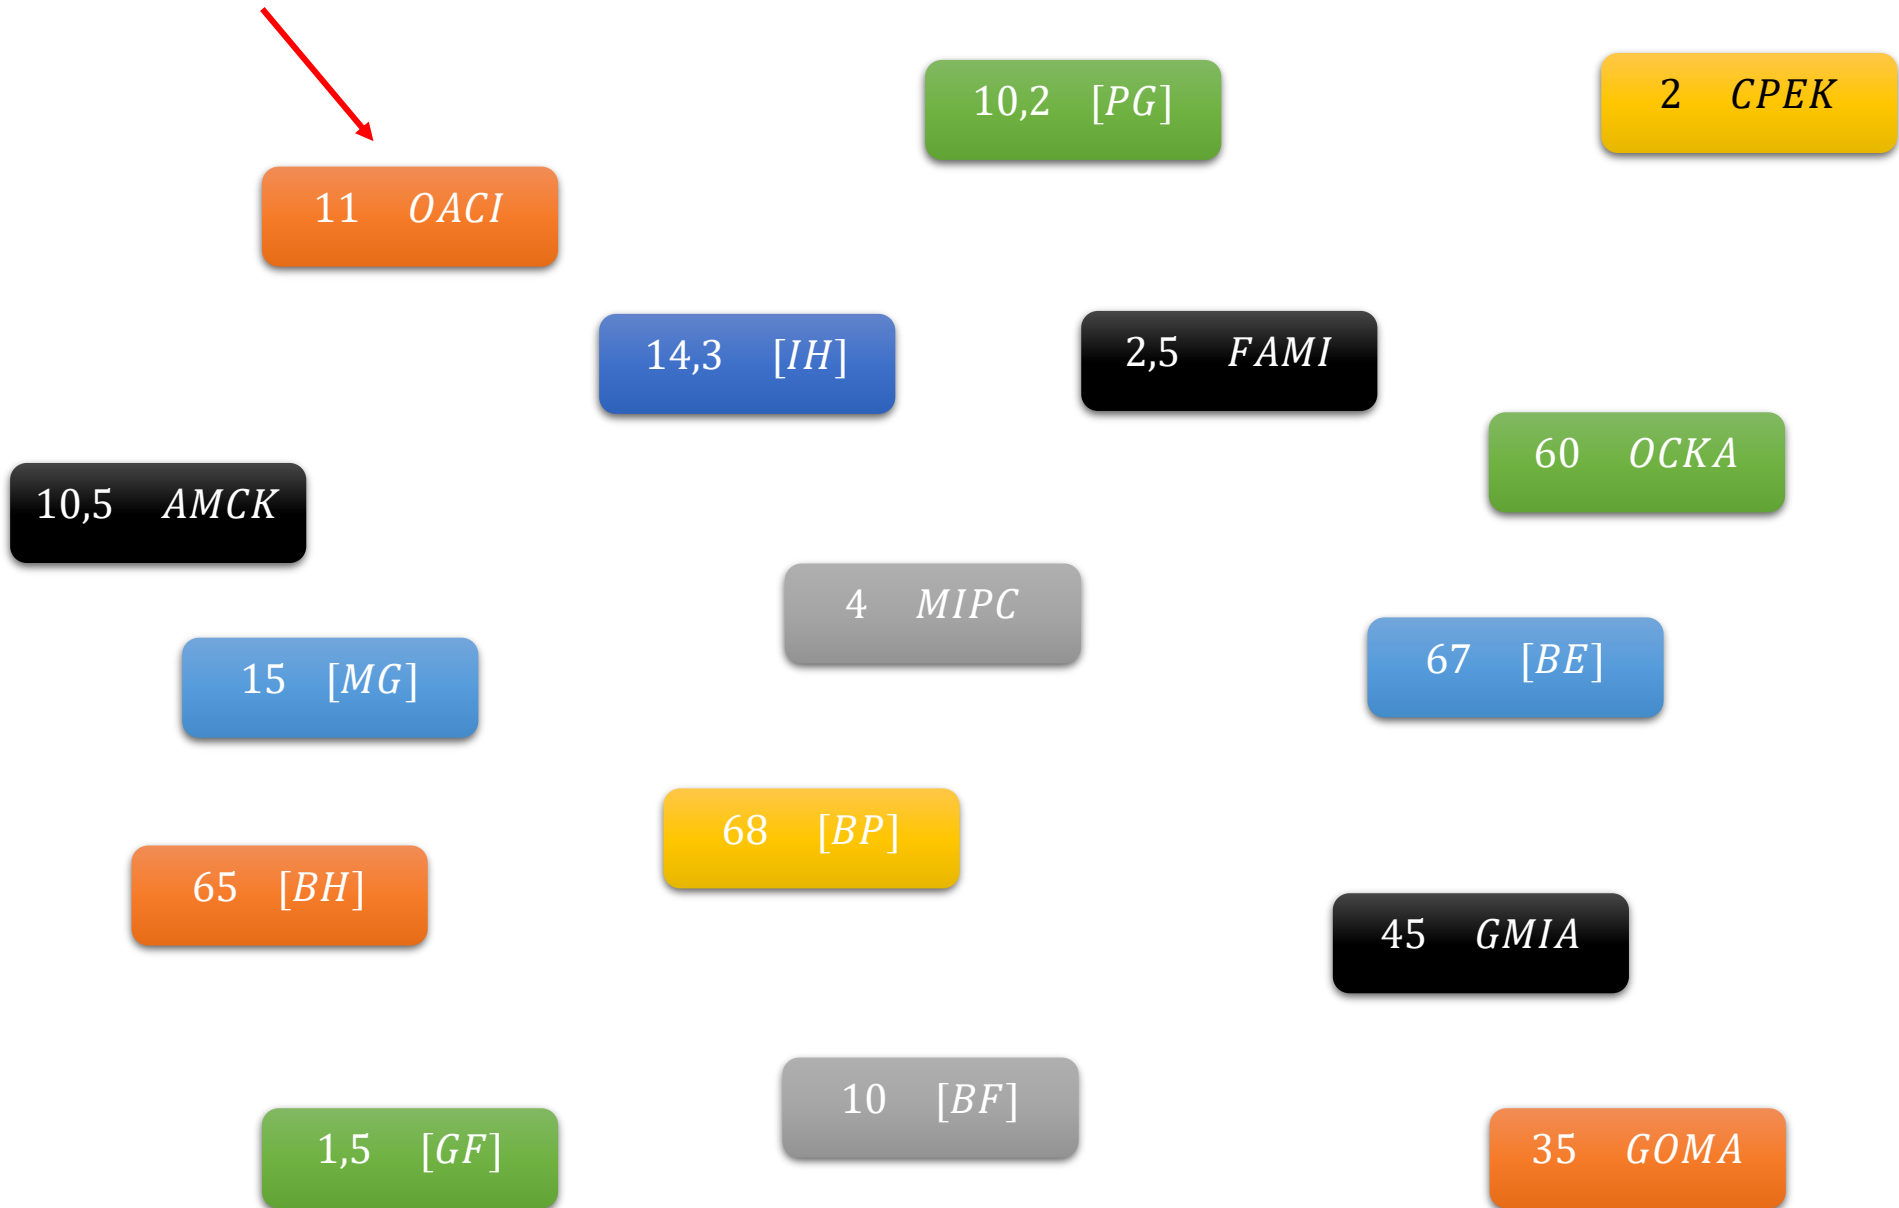 10,2 [PG]
2 CPEK
11 OACI
14,3 [IH]
2,5 FAMI
60 OCKA
10,5 AMCK
4 MIPC
15 [MG]
67 [BE]
68 [BP]
65 [BH]
45 GMIA
10 [BF]
1,5 [GF]
35 GOMA